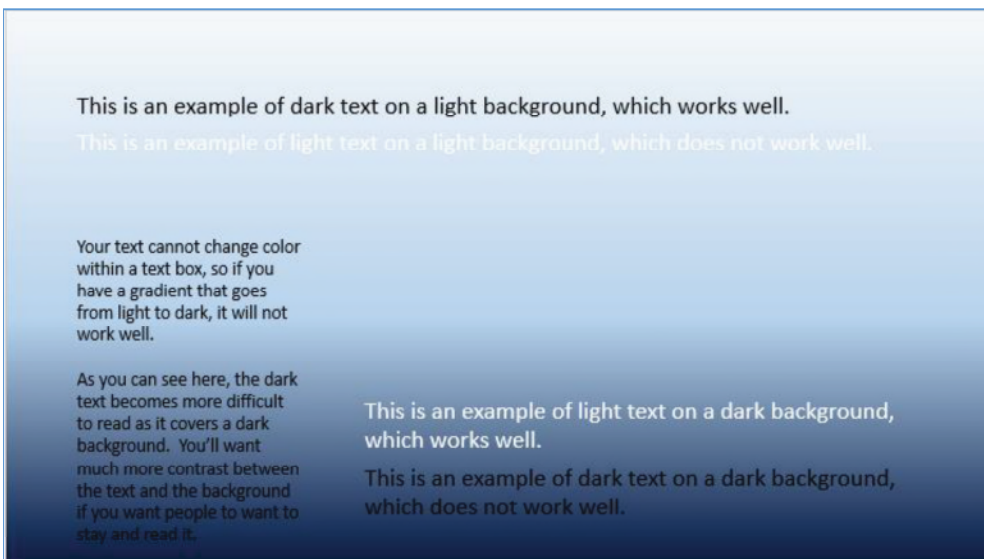 This is an example of dark text on a light background, which works well.
This is an example of light text on a light background, which does not work well.
Your text cannot change color
within a text box, so if you
have a gradient that goes
from light to dark, it will not
work well.
As you can see here, the dark
text becomes more difficult
to read as it covers a dark
background.  You'll want
much more contrast between
the text and the background
if you want people to want to
stay and read it.
This is an example of light text on a dark background,
which works well.
This is an example of dark text on a dark background,
which does not work well.